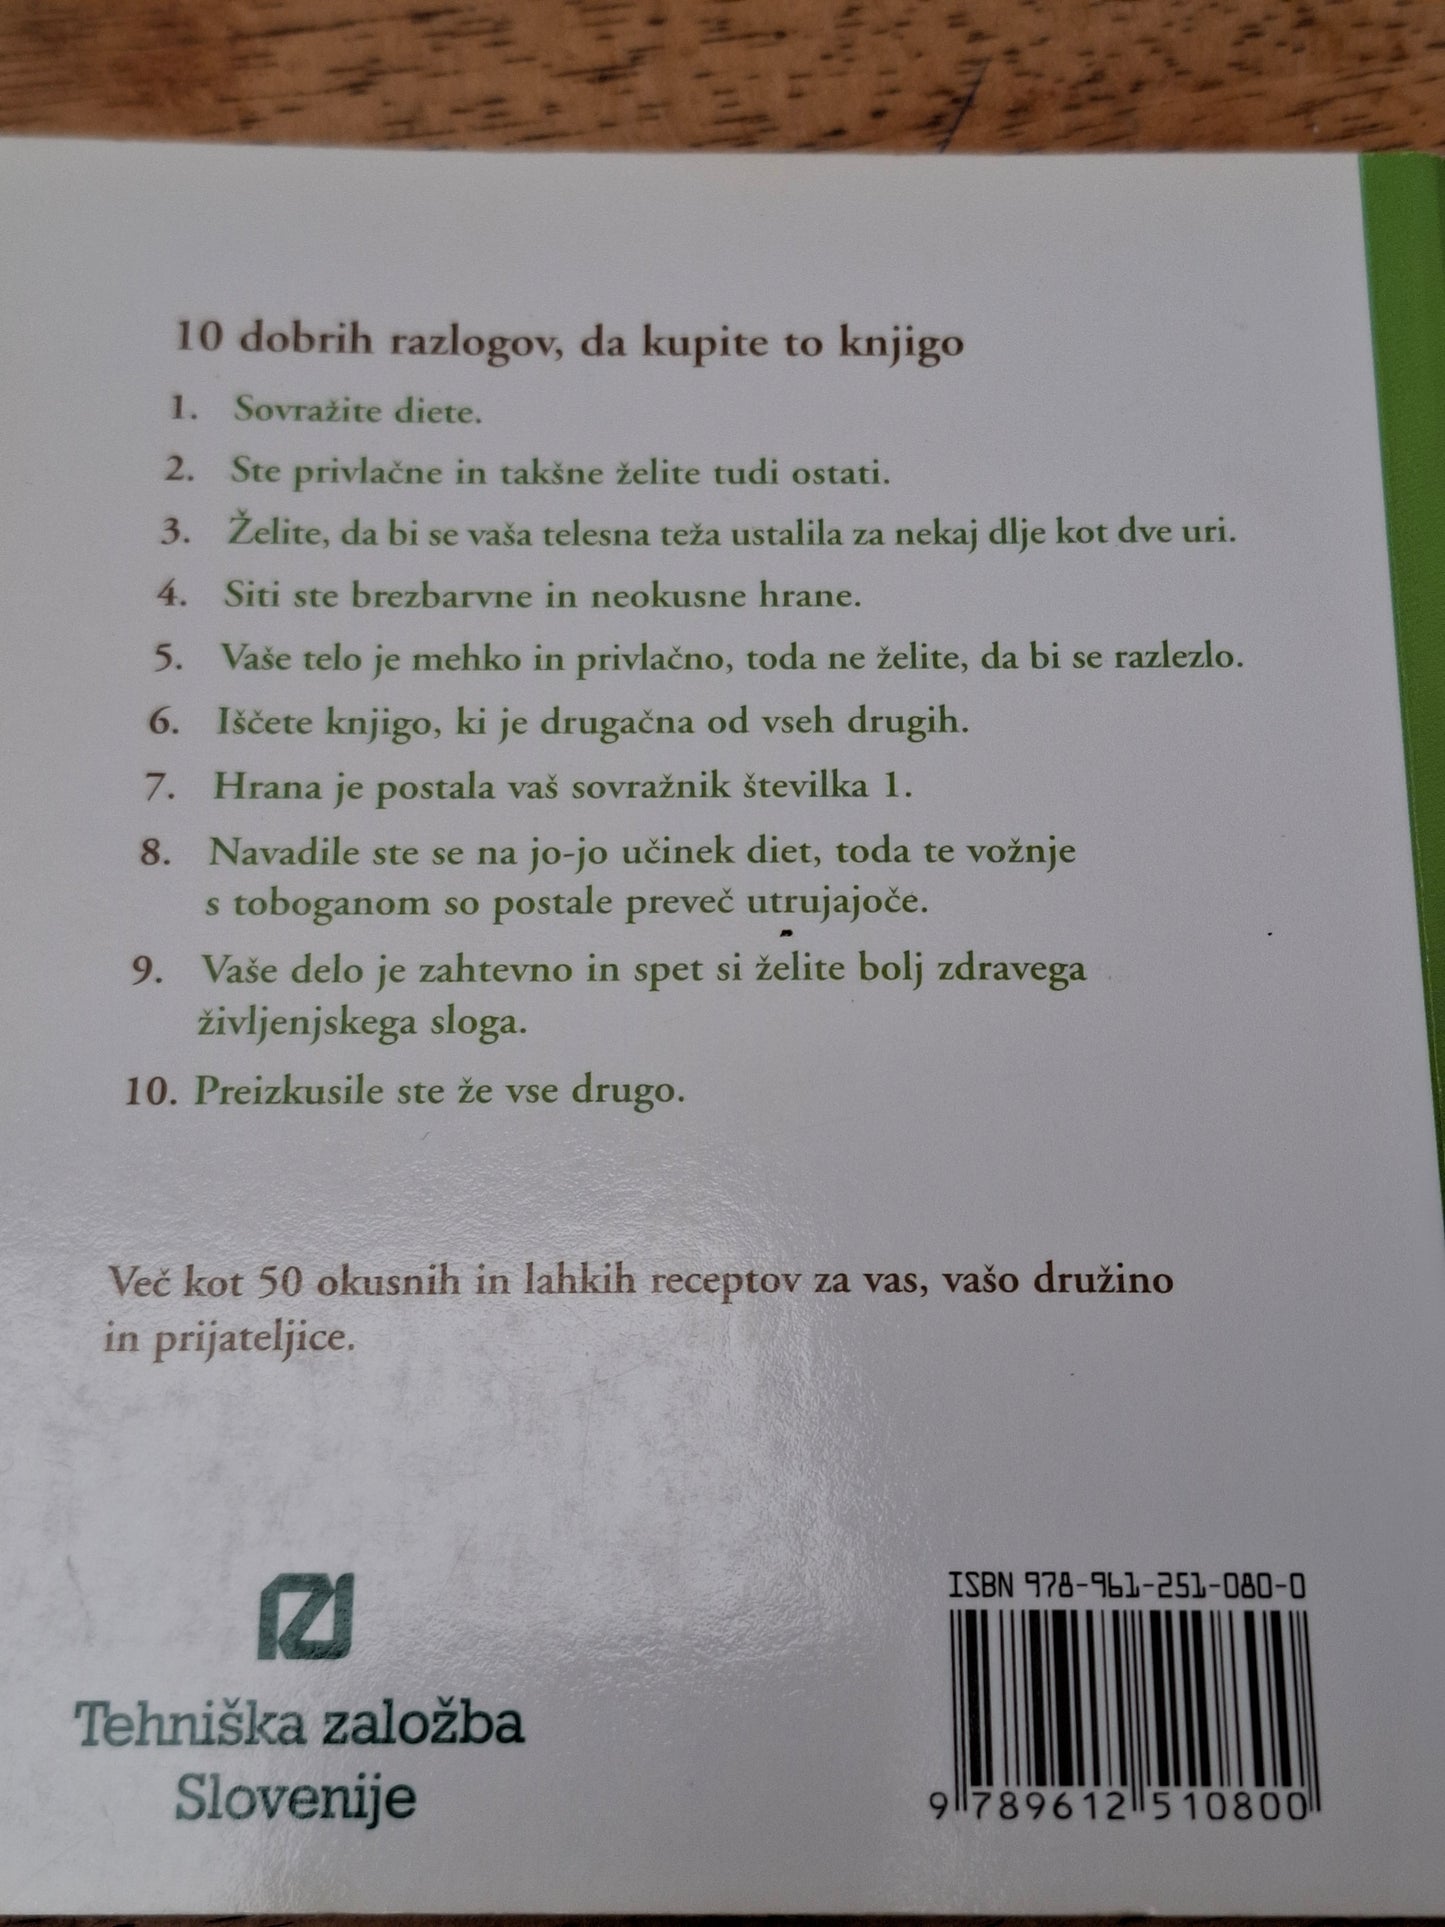 10 dobrih razlogov, da kupite to knjigo
1. Sovražite diete.
2. Ste privlačne in takšne želite tudi ostati.
3. Želite, da bi se vaša telesna teža ustalila za nekaj dlje kot dve uri.
4. Siti ste brezbarvne in neokusne hrane.
5. Vaše telo je mehko in privlačno, toda ne želite, da bi se razlezlo.
6. Iščete knjigo, ki je drugačna od vseh drugih.
7. Hrana je postala vaš sovražnik številka 1.
8. Navadile ste se na jo-jo učinek diet, toda te vožnje
s toboganom so postale preveč utrujajoče.
9. Vaše delo je zahtevno in spet si želite bolj zdravega
življenjskega sloga.
10. Preizkusile ste že vse drugo.
Več kot 50 okusnih in lahkih receptov za vas, vašo družino
in prijateljice.
Tehniška založba
Slovenije
ISBN 978-961-251-080-0
9 789612 510800